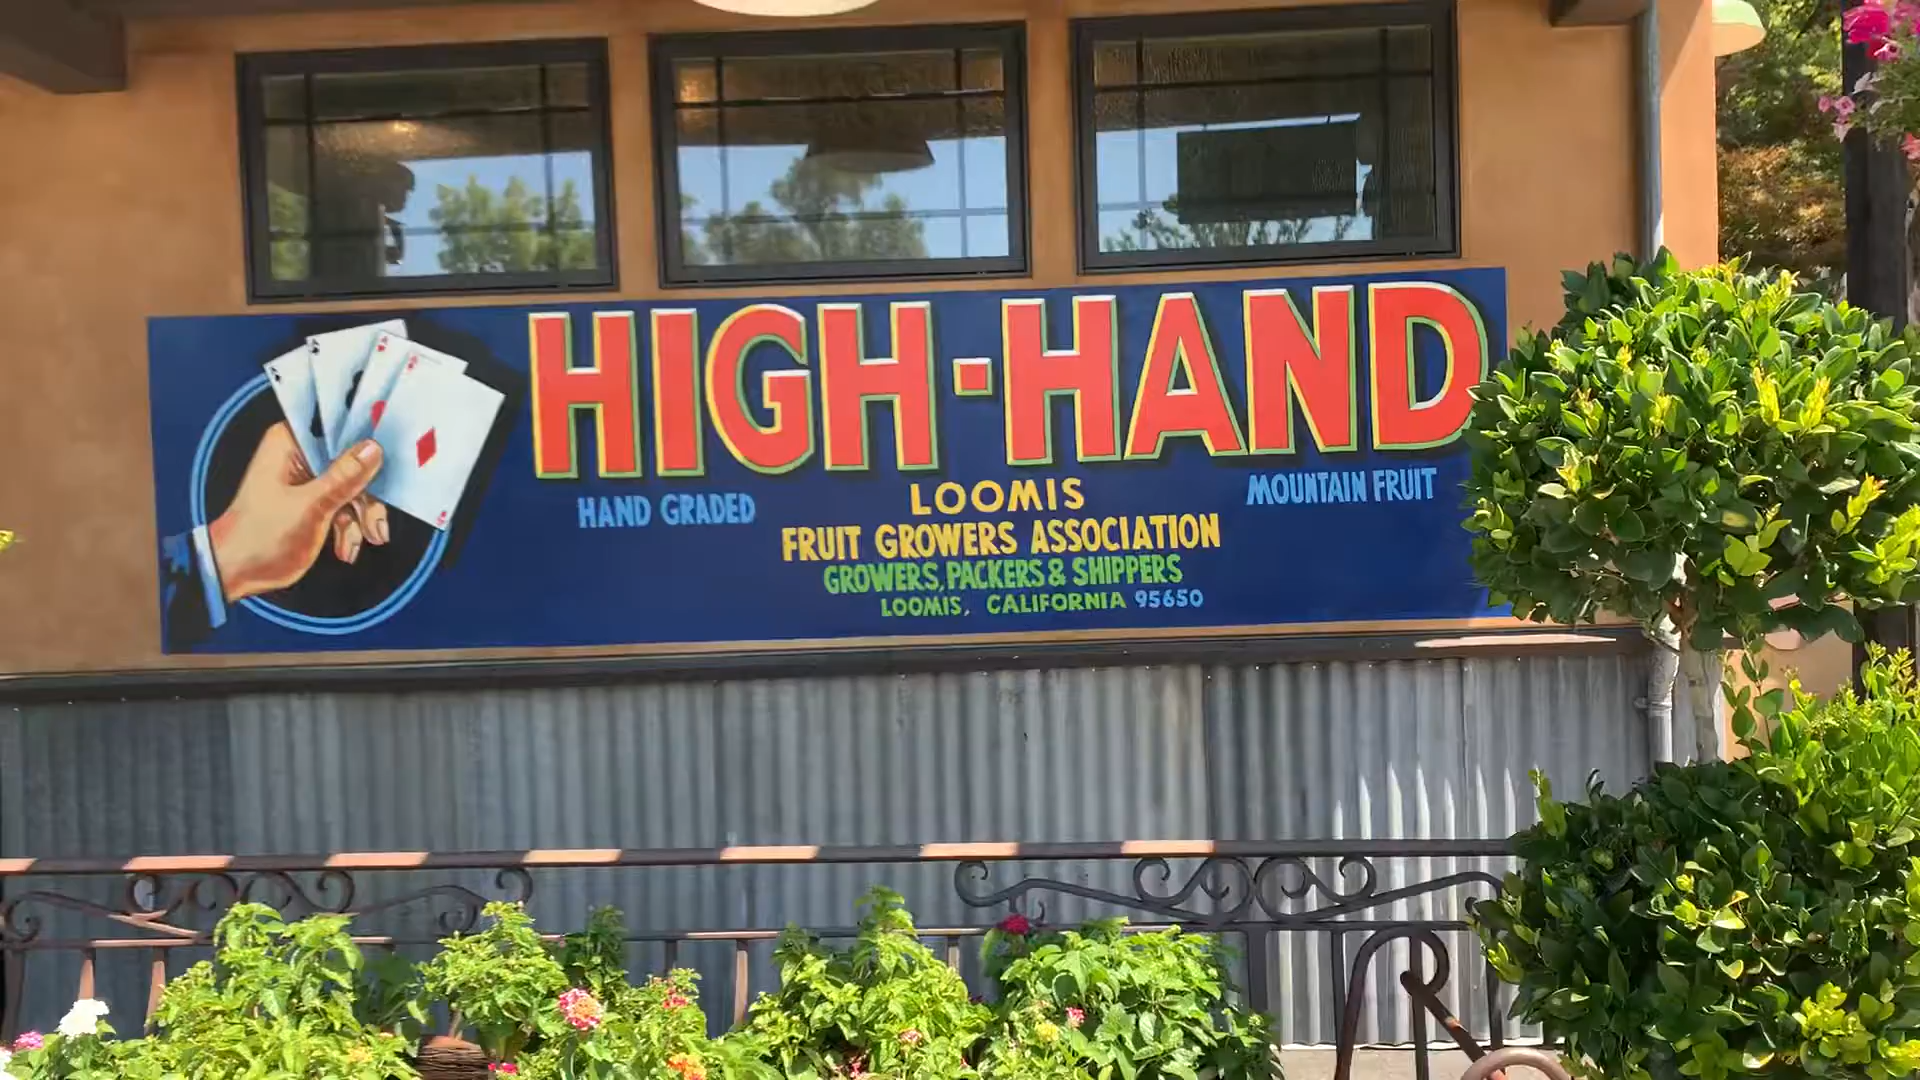 HIGH-HAND
HAND GRADED
LOOMIS
MOUNTAIN FRUIT
FRUIT GROWERS ASSOCIATION
GROWERS, PACKERS & SHIPPERS
LOOMIS, CALIFORNIA 95650